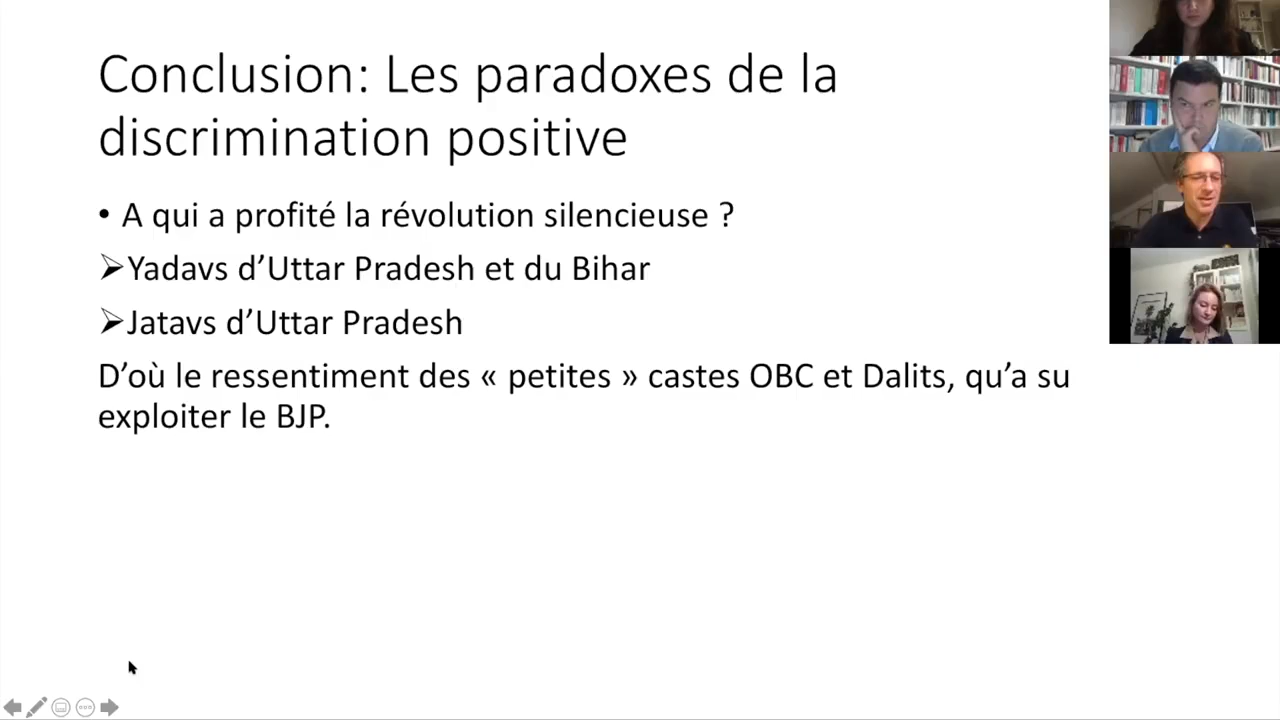 Conclusion: Les paradoxes de la
discrimination positive
• A qui a profité la révolution silencieuse ?
➢Yadavs d’Uttar Pradesh et du Bihar
➢Jatavs d’Uttar Pradesh
D’où le ressentiment des « petites » castes OBC et Dalits, qu’a su
exploiter le BJP.